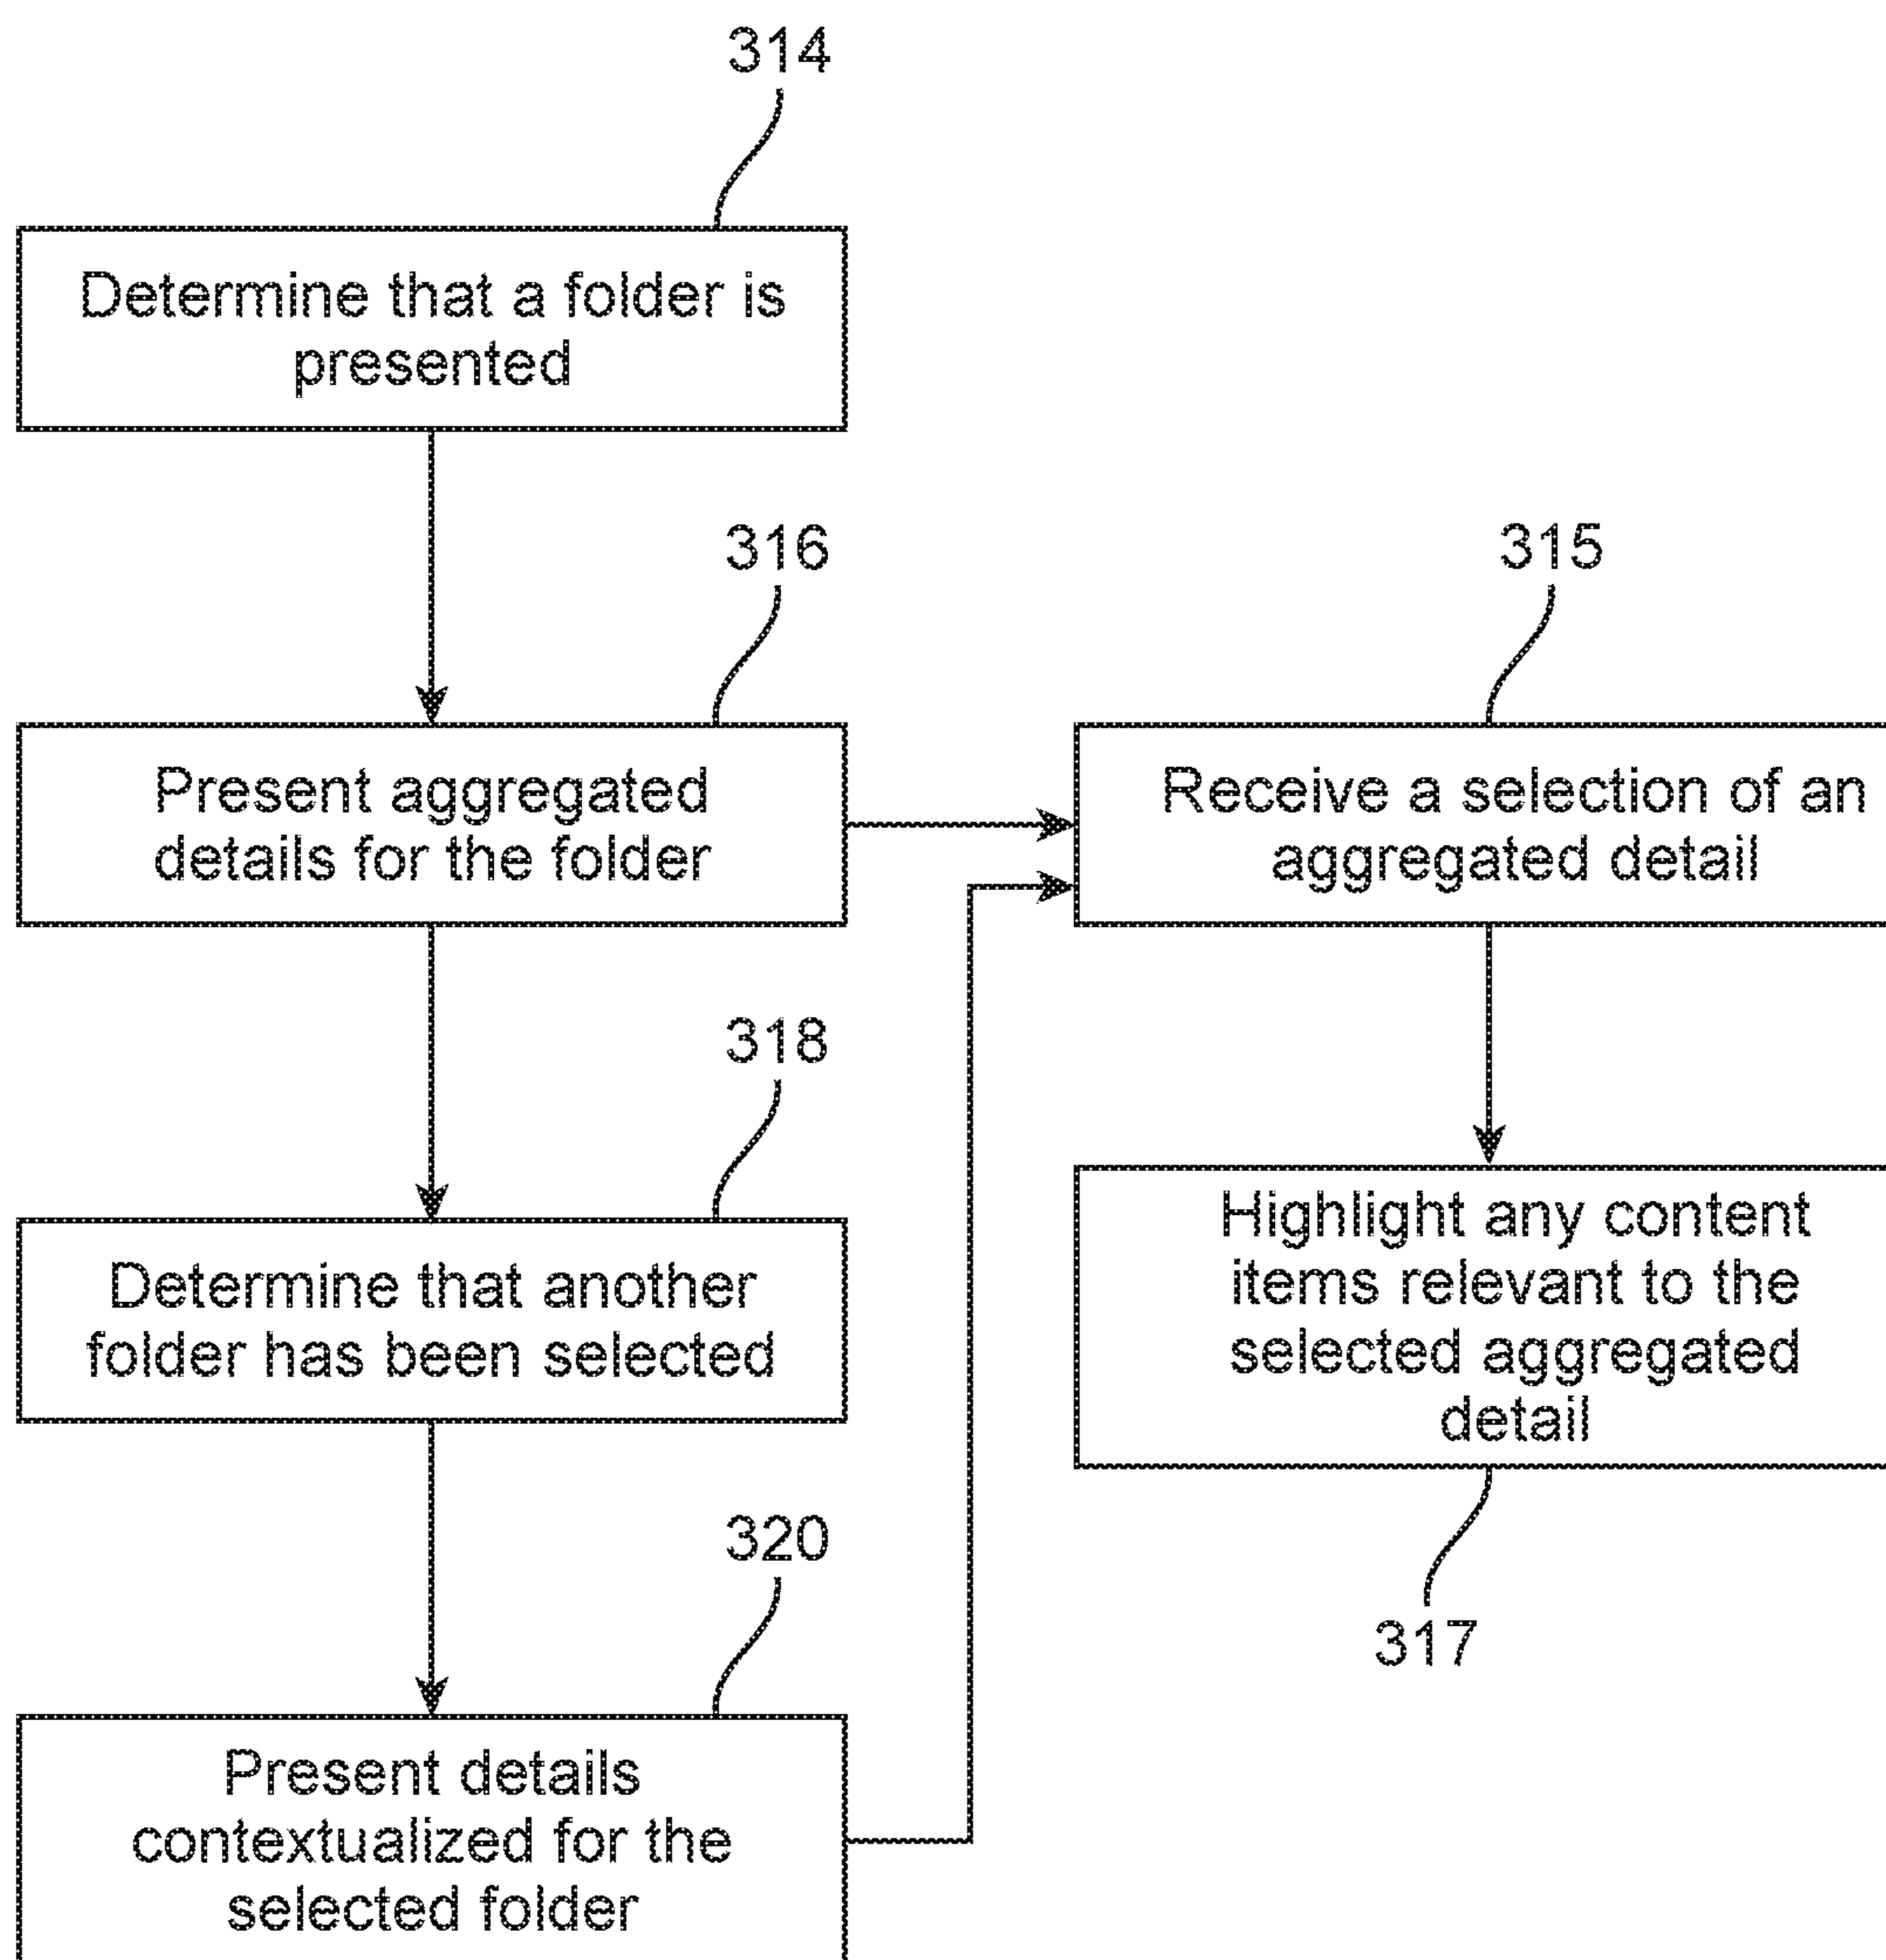 314
Determine that a folder is
presented
316
Present aggregated
details for the folder
315
Receive a selection of an
aggregated detail
318
Determine that another
folder has been selected
Highlight any content
items relevant to the
selected aggregated
detail
317
320
Present details
contextualized for the
selected folder